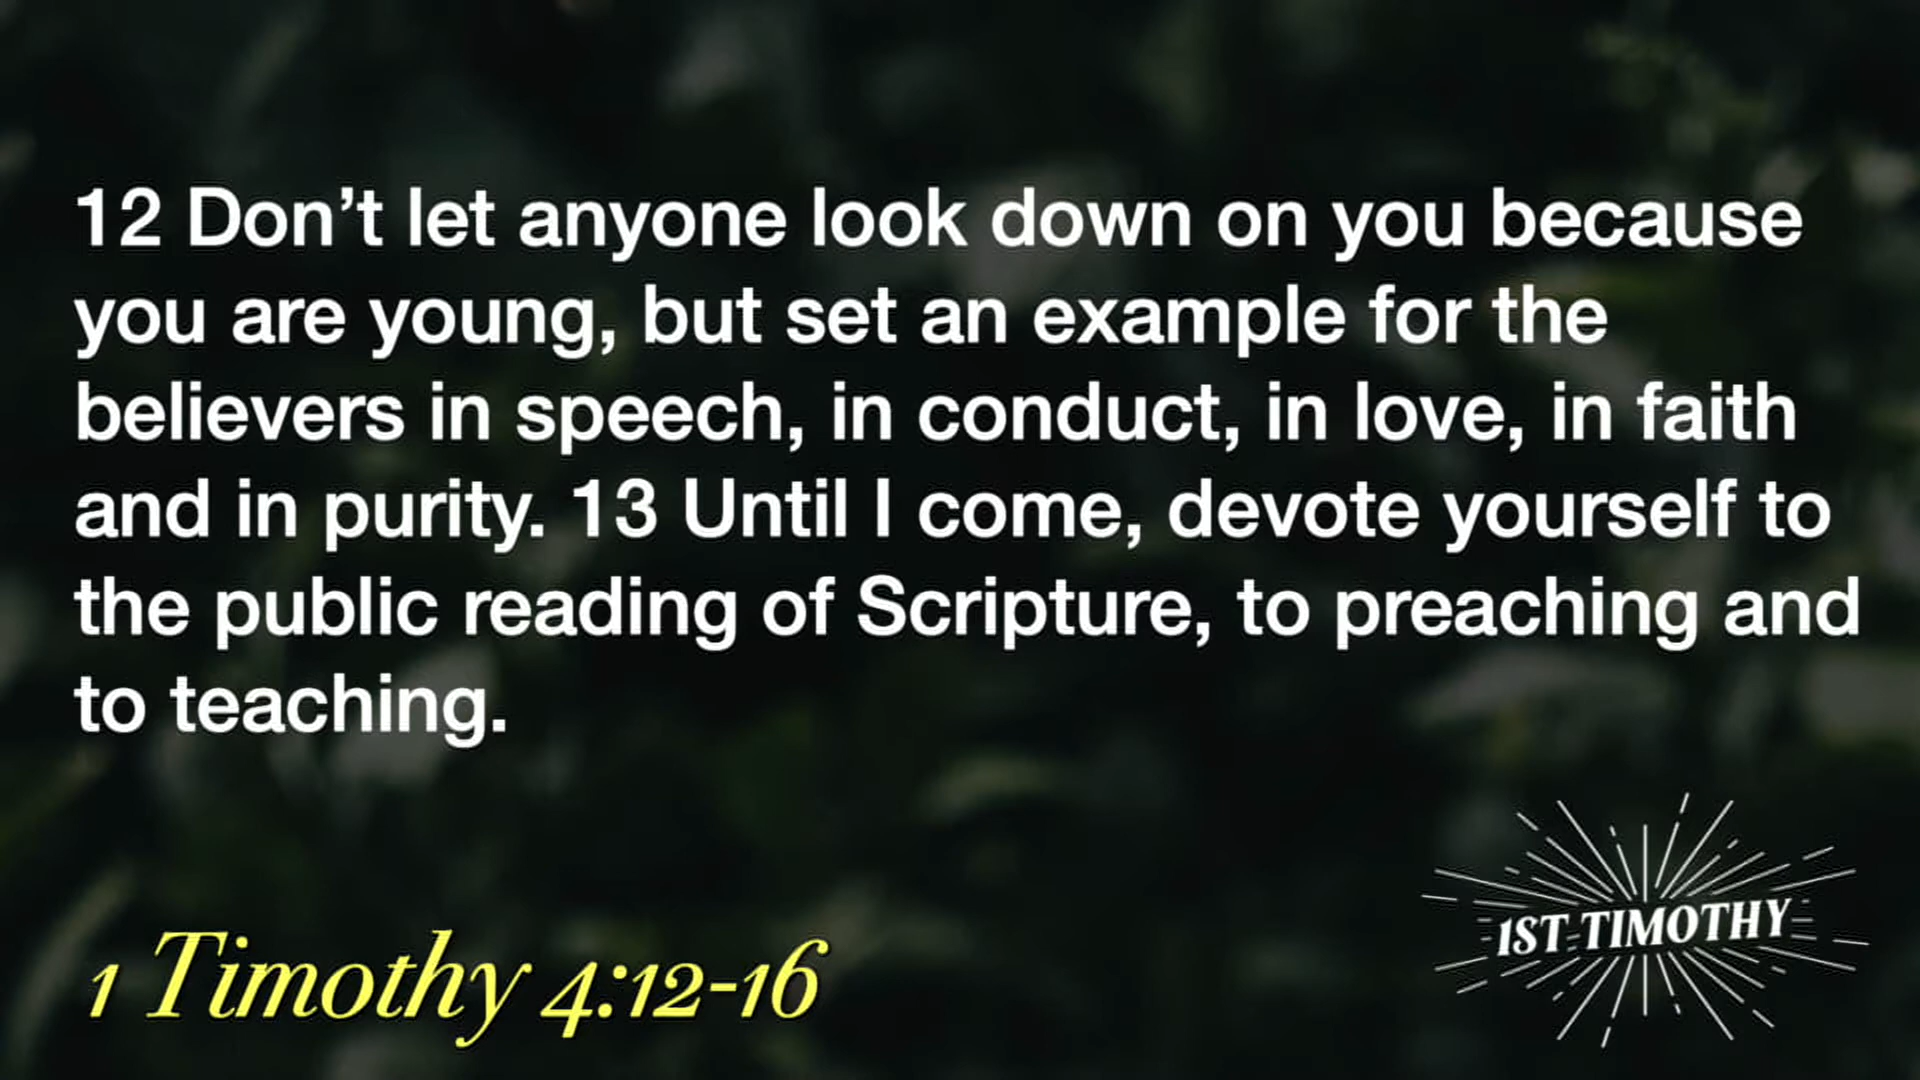 12 Don’t let anyone look down on you because
you are young, but set an example for the
believers in speech, in conduct, in love, in faith
and in purity. 13 Until I come, devote yourself to
the public reading of Scripture, to preaching and
to teaching.
1 Timothy 4:12-16
1ST TIMOTHY